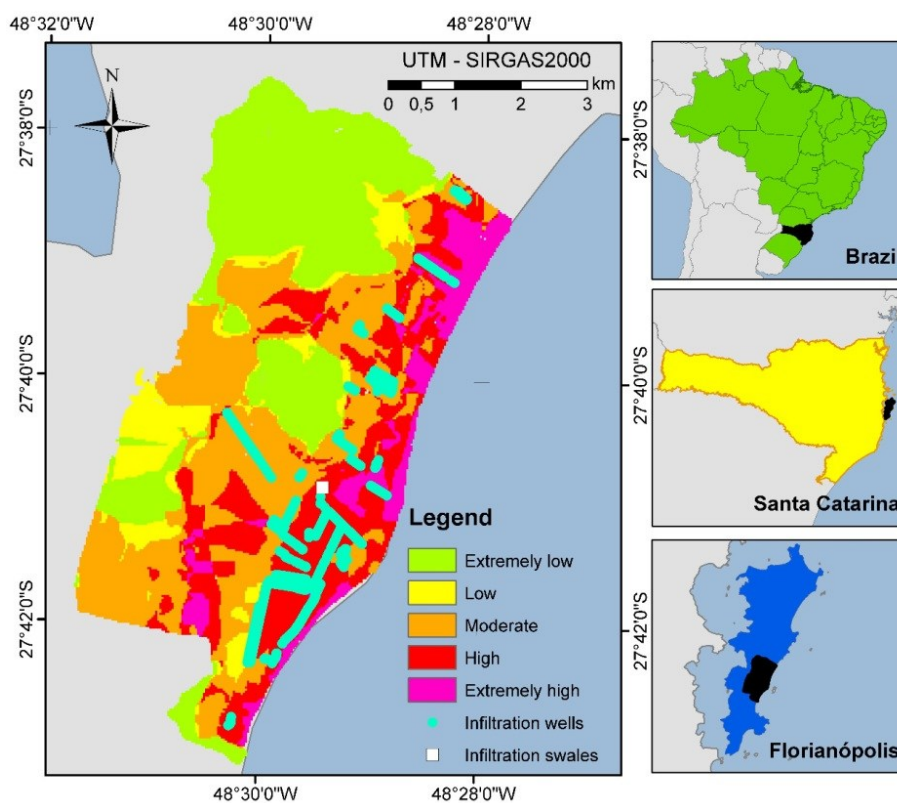 48°32'0"W
48°30'0"W
48°28'0"W
UTM - SIRGAS2000
km
0 0,5 1 2 3
N
27°38'0"S
27°38'0"S
Brazi
27°40'0"S
27°40'0"S
Santa Catarina
Legend
Extremely low
Low
Moderate
High
Extremely high
Infiltration wells
Infiltration swales
27°42'0"S
27°42'0"S
Florianópolis
48°30'0"W
48°28'0"W